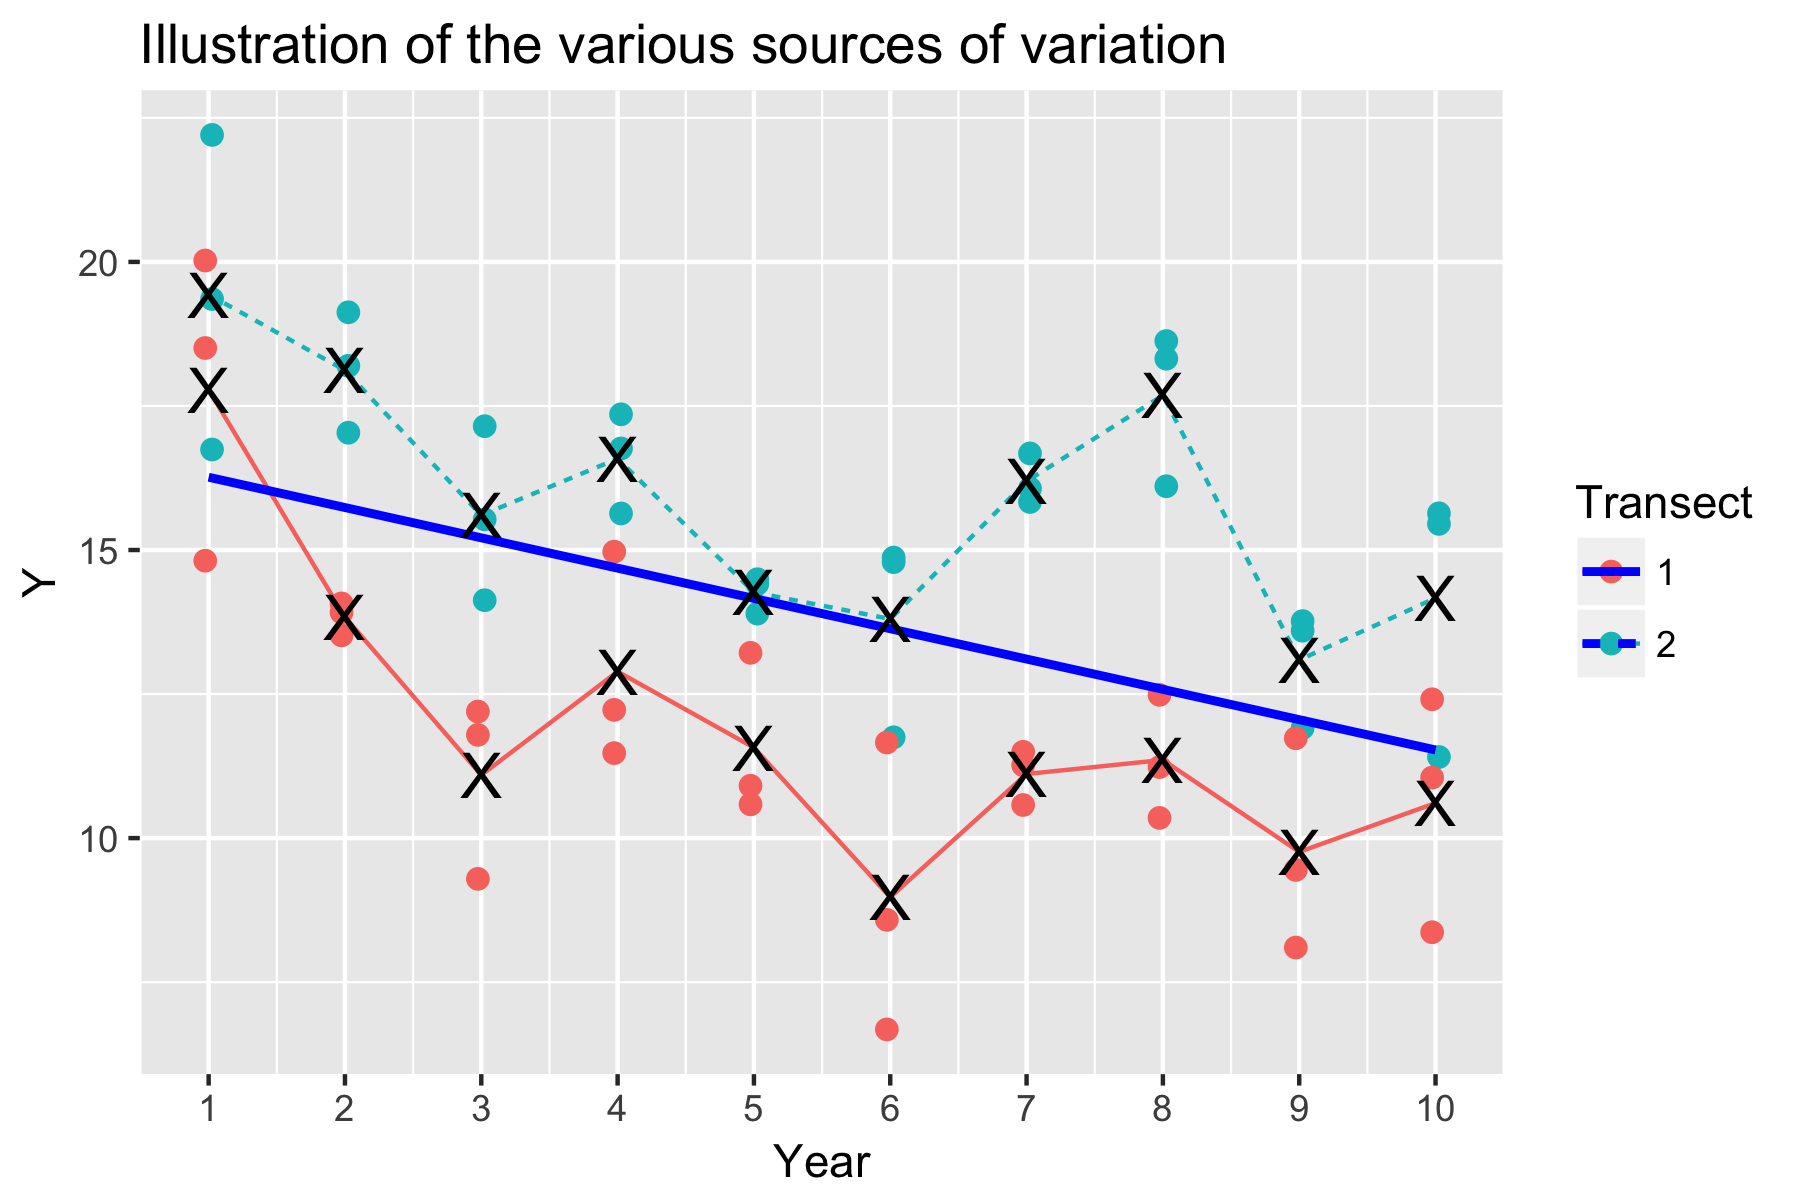 Illustration of the various sources of variation
Y
20
15
10
X X X X X X X X X X
X X X X X X X X X X
1 2 3 4 5 6 7 8 9 10
Year
Transect
1
2